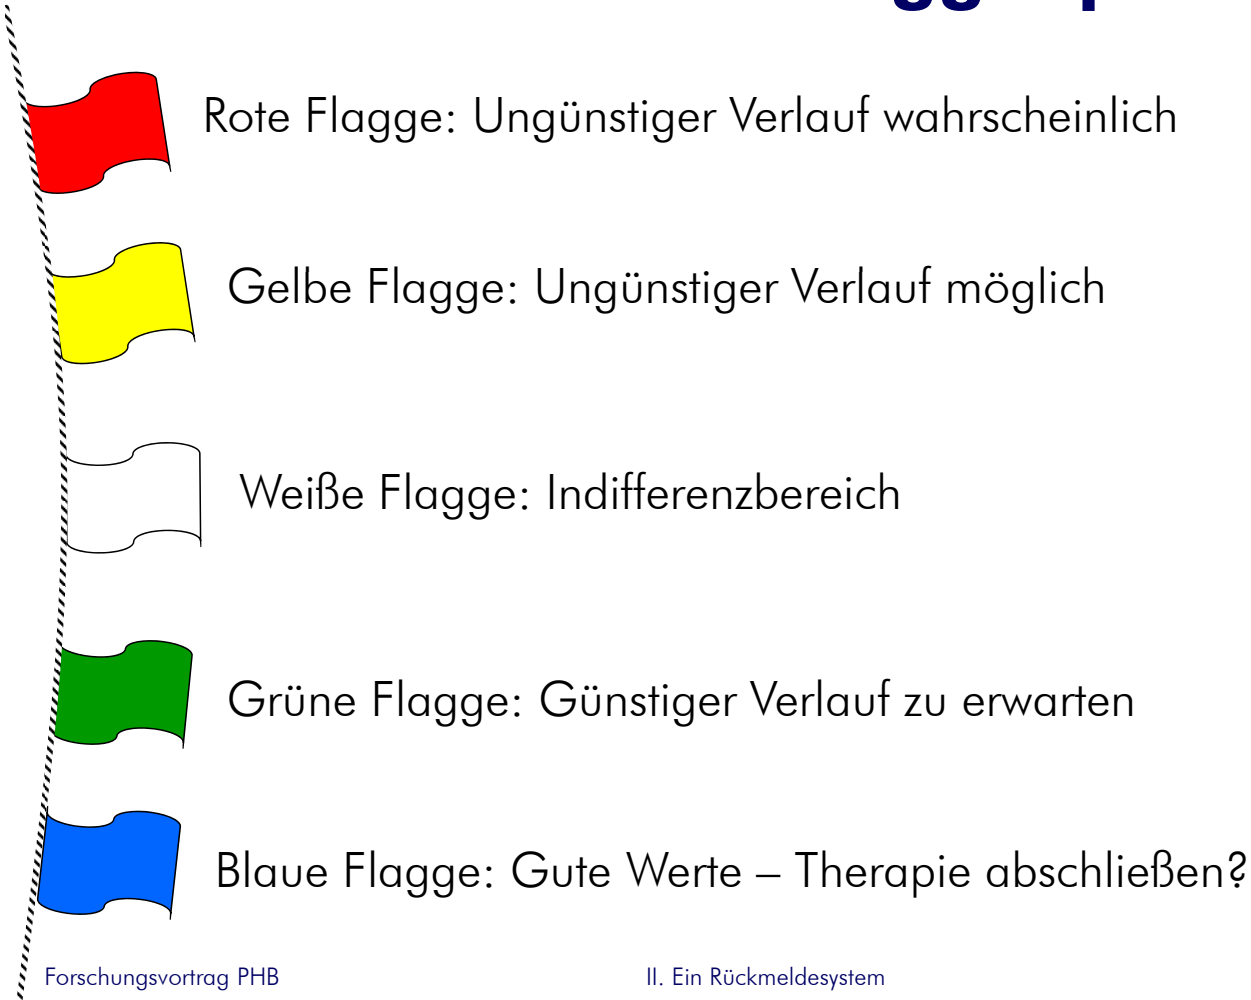 Rote Flagge: Ungünstiger Verlauf wahrscheinlich
Gelbe Flagge: Ungünstiger Verlauf möglich
Weiße Flagge: Indifferenzbereich
Grüne Flagge: Günstiger Verlauf zu erwarten
Blaue Flagge: Gute Werte – Therapie abschließen?
Forschungsvortrag PHB
II. Ein Rückmeldesystem